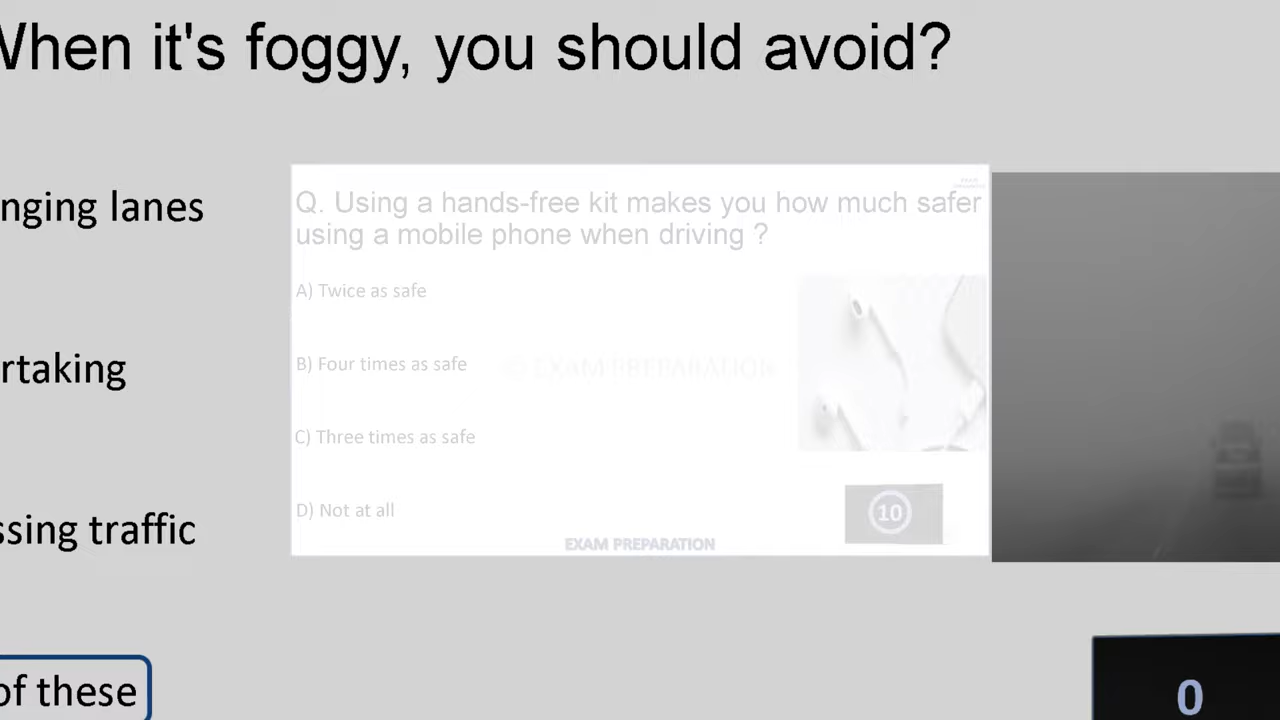 When it's foggy, you should avoid?
nging lanes
rtaking
ssing traffic
of these
0
Q. Using a hands-free kit makes you how much safer
using a mobile phone when driving ?
A) Twice as safe
B) Four times as safe
© EXAM PREPARATION
C) Three times as safe
D) Not at all
10
EXAM PREPARATION